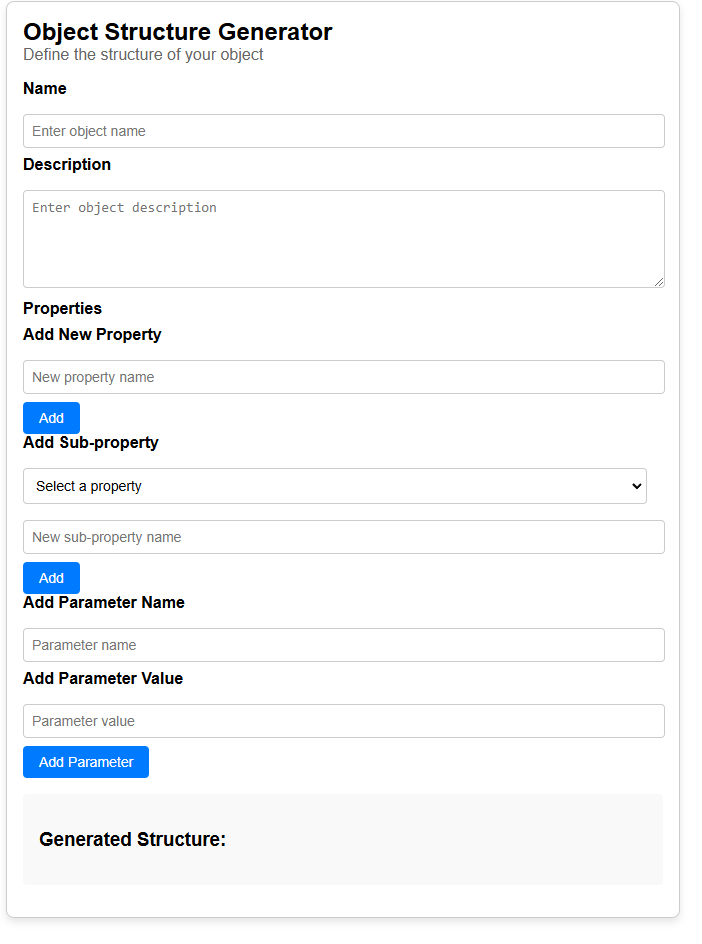 Object Structure Generator
Define the structure of your object
Name
Enter object name
Description
Enter object description
Properties
Add New Property
New property name
Add
Add Sub-property
Select a property
New sub-property name
Add
Add Parameter Name
Parameter name
Add Parameter Value
Parameter value
Add Parameter
Generated Structure: